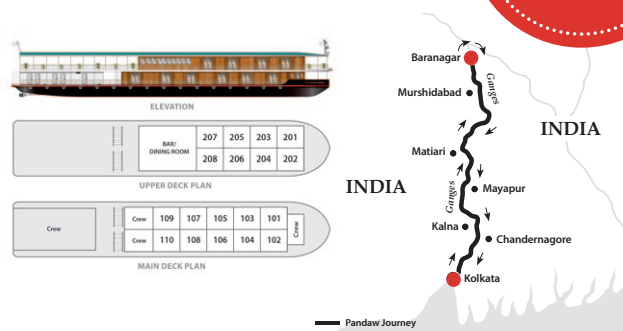 ELEVATION
BAR/
DINING ROOM
207 205 203 201
208 206 204 202
UPPER DECK PLAN
Crew
Crew 109 107 105 103 101
Crew 110 108 106 104 102
Crew
MAIN DECK PLAN
Baranagar
Ganges
Murshidabad
INDIA
Matiari
INDIA
Ganges
Mayapur
Kalna
Chandernagore
Kolkata
Pandaw Journey